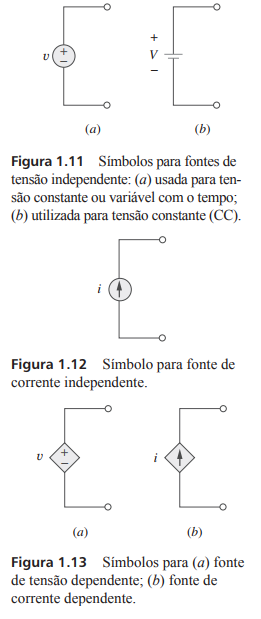 v
+
−
+
V
−
(a)
(b)
Figura 1.11 Símbolos para fontes de
tensão independente: (a) usada para ten-
são constante ou variável com o tempo;
(b) utilizada para tensão constante (CC).
i
Figura 1.12 Símbolo para fonte de
corrente independente.
v
+
−
i
(a)
(b)
Figura 1.13 Símbolos para (a) fonte
de tensão dependente; (b) fonte de
corrente dependente.